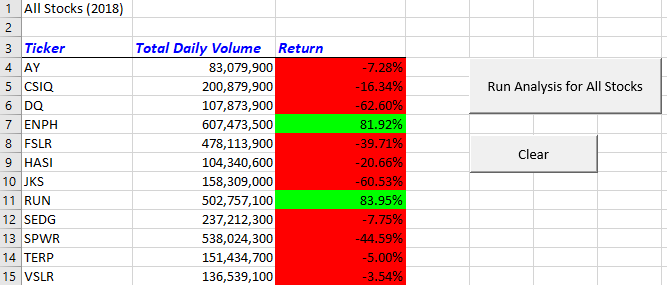 1 All Stocks (2018)
2
3 Ticker Total Daily Volume Return
4 AY 83,079,900 -7.28%
5 CSIQ 200,879,900 -16.34%
6 DQ 107,873,900 -62.60%
7 ENPH 607,473,500 81.92%
8 FSLR 478,113,900 -39.71%
9 HASI 104,340,600 -20.66%
10 JKS 158,309,000 -60.53%
11 RUN 502,757,100 83.95%
12 SEDG 237,212,300 -7.75%
13 SPWR 538,024,300 -44.59%
14 TERP 151,434,700 -5.00%
15 VSLR 136,539,100 -3.54%
Run Analysis for All Stocks
Clear